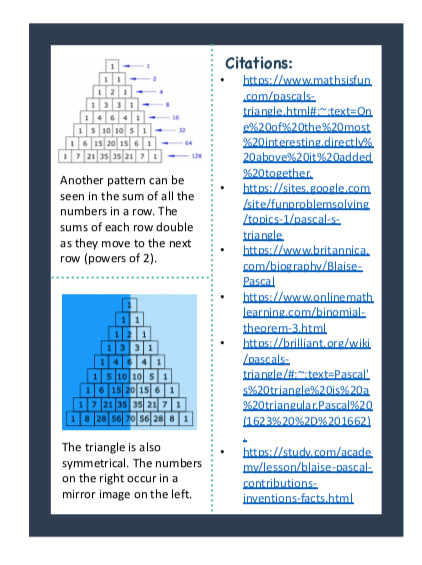 1 1
1 1 2
1 2 1 4
1 3 3 1 8
1 4 6 4 1 16
1 5 10 10 5 1 32
1 6 15 20 15 6 1 64
1 7 21 35 35 21 7 1 128
Another pattern can be
seen in the sum of all the
numbers in a row. The
sums of each row double
as they move to the next
row (powers of 2).
1
1 1
1 2 1
1 3 3 1
1 4 6 4 1
1 5 10 10 5 1
1 6 15 20 15 6 1
1 7 21 35 35 21 7 1
1 8 28 56 70 56 28 8 1
The triangle is also
symmetrical. The numbers
on the right occur in a
mirror image on the left.
Citations:
• https://www.mathsisfun
.com/pascals-
triangle.html#:~:text=On
e%20of%20the%20most
%20interesting,directly%
20above%20it%20added
%20together.
• https://sites.google.com
/site/funproblemsolving
/topics-1/pascal-s-
triangle
• https://www.britannica.
com/biography/Blaise-
Pascal
• https://www.onlinemath
learning.com/binomial-
theorem-3.html
• https://brilliant.org/wiki
/pascals-
triangle/#:~:text=Pascal'
s%20triangle%20is%20a
%20triangular,Pascal%20
(1623%20%2D%201662)
.
• https://study.com/acade
my/lesson/blaise-pascal-
contributions-
inventions-facts.html